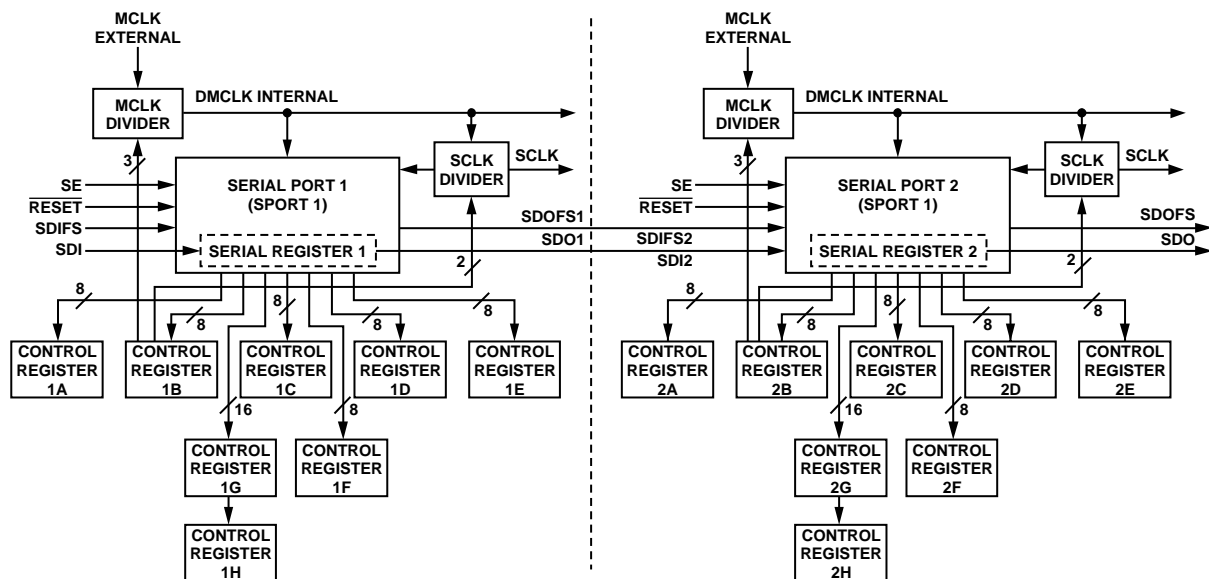 MCLK
EXTERNAL
MCLK
DIVIDER
DMCLK INTERNAL
3
SCLK
DIVIDER
SCLK
SE
RESET
SDIFS
SDI
SERIAL PORT 1
(SPORT 1)
SERIAL REGISTER 1
SDOFS1
SDO1
SDIFS2
SDI2
2
8
8
8
8
8
CONTROL
REGISTER
1A
CONTROL
REGISTER
1B
CONTROL
REGISTER
1C
CONTROL
REGISTER
1D
CONTROL
REGISTER
1E
16
8
CONTROL
REGISTER
1G
CONTROL
REGISTER
1F
CONTROL
REGISTER
1H
MCLK
EXTERNAL
MCLK
DIVIDER
DMCLK INTERNAL
3
SCLK
DIVIDER
SCLK
SE
RESET
SERIAL PORT 2
(SPORT 1)
SERIAL REGISTER 2
SDOFS
SDO
2
8
8
8
8
8
CONTROL
REGISTER
2A
CONTROL
REGISTER
2B
CONTROL
REGISTER
2C
CONTROL
REGISTER
2D
CONTROL
REGISTER
2E
16
8
CONTROL
REGISTER
2G
CONTROL
REGISTER
2F
CONTROL
REGISTER
2H